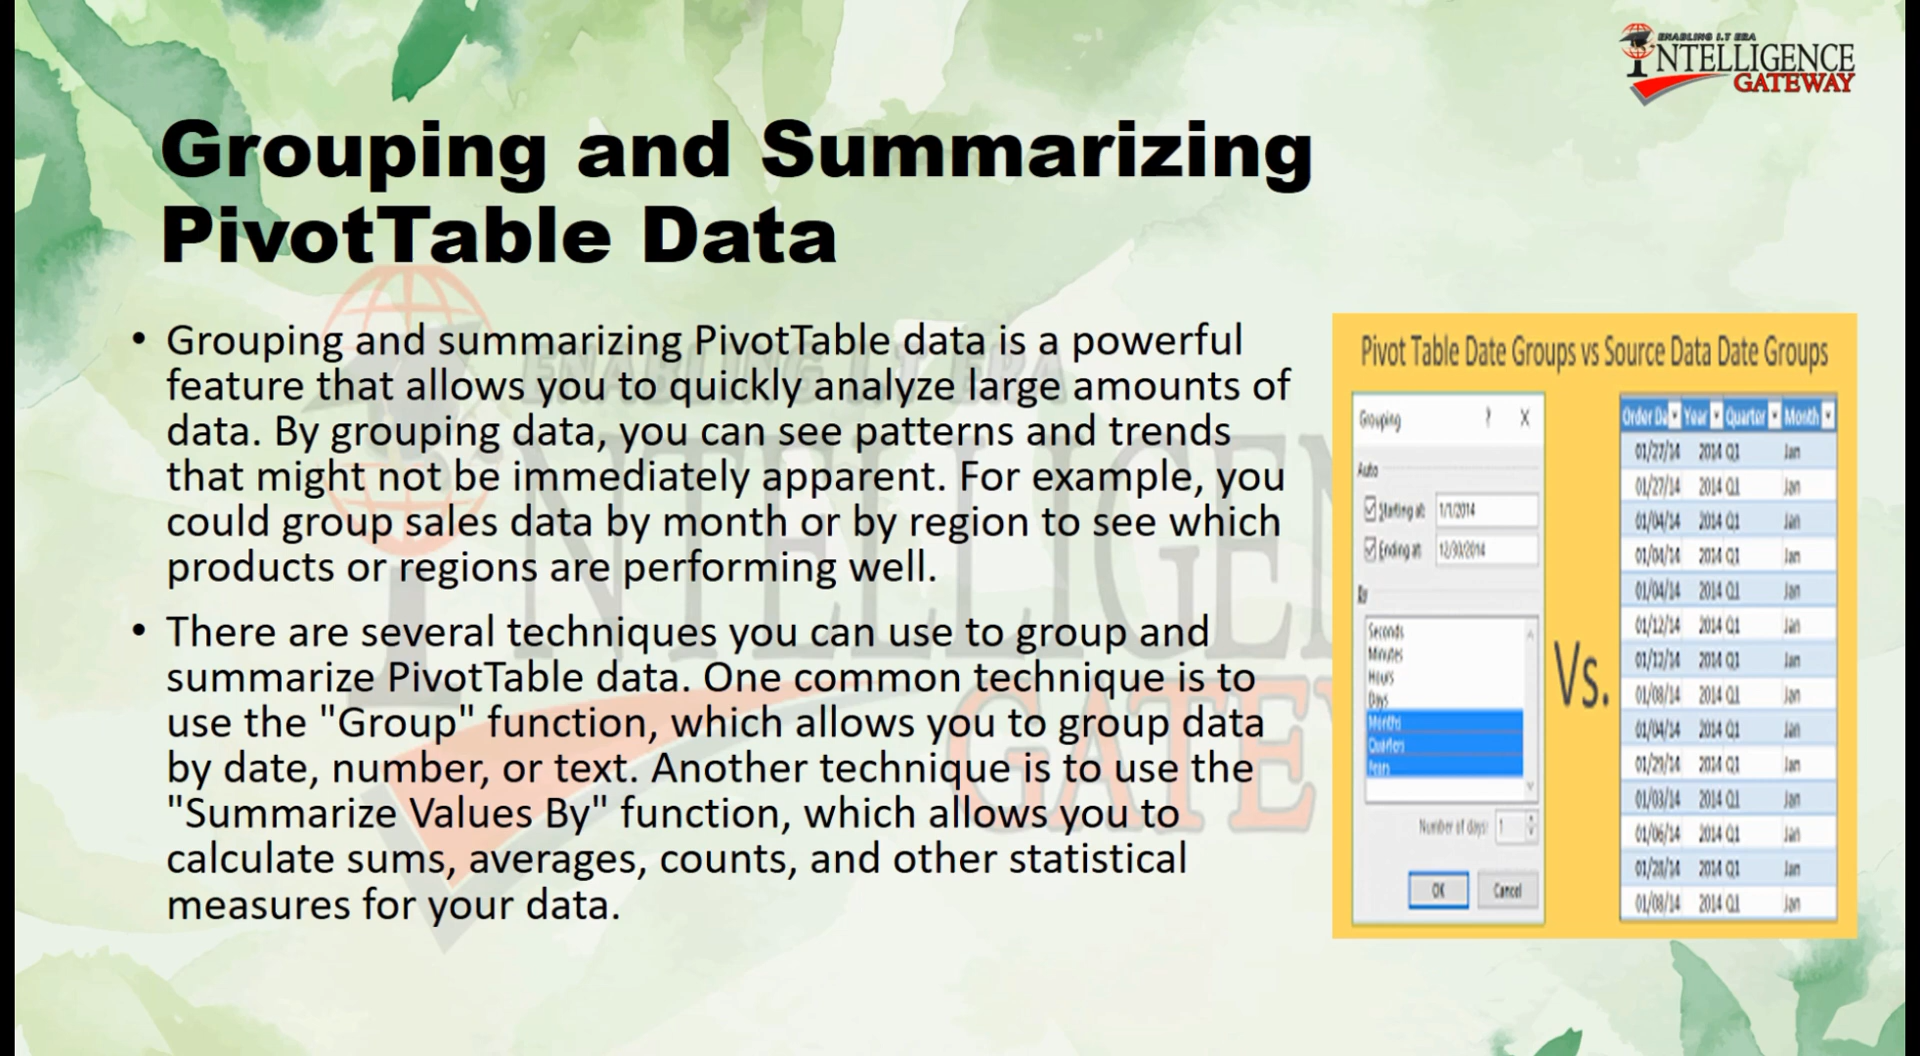 ENABLING I.T ERA
INTELLIGENCE
GATEWAY
Grouping and Summarizing
PivotTable Data
• Grouping and summarizing PivotTable data is a powerful
feature that allows you to quickly analyze large amounts of
data. By grouping data, you can see patterns and trends
that might not be immediately apparent. For example, you
could group sales data by month or by region to see which
products or regions are performing well.
• There are several techniques you can use to group and
summarize PivotTable data. One common technique is to
use the "Group" function, which allows you to group data
by date, number, or text. Another technique is to use the
"Summarize Values By" function, which allows you to
calculate sums, averages, counts, and other statistical
measures for your data.
Pivot Table Date Groups vs Source Data Date Groups
Grouping ? X
Auto
Starting at: 1/1/2014
Ending at: 12/30/2014
By
Seconds
Minutes
Hours
Days
Months
Quarters
Years
Number of days: 1
OK Cancel
Vs.
Order Da Year Quarter Month
01/27/14 2014 Q1 Jan
01/27/14 2014 Q1 Jan
01/04/14 2014 Q1 Jan
01/04/14 2014 Q1 Jan
01/04/14 2014 Q1 Jan
01/12/14 2014 Q1 Jan
01/12/14 2014 Q1 Jan
01/08/14 2014 Q1 Jan
01/04/14 2014 Q1 Jan
01/29/14 2014 Q1 Jan
01/03/14 2014 Q1 Jan
01/06/14 2014 Q1 Jan
01/28/14 2014 Q1 Jan
01/08/14 2014 Q1 Jan
ENABLING I.T ERA
INTELLIGEN
GATEW